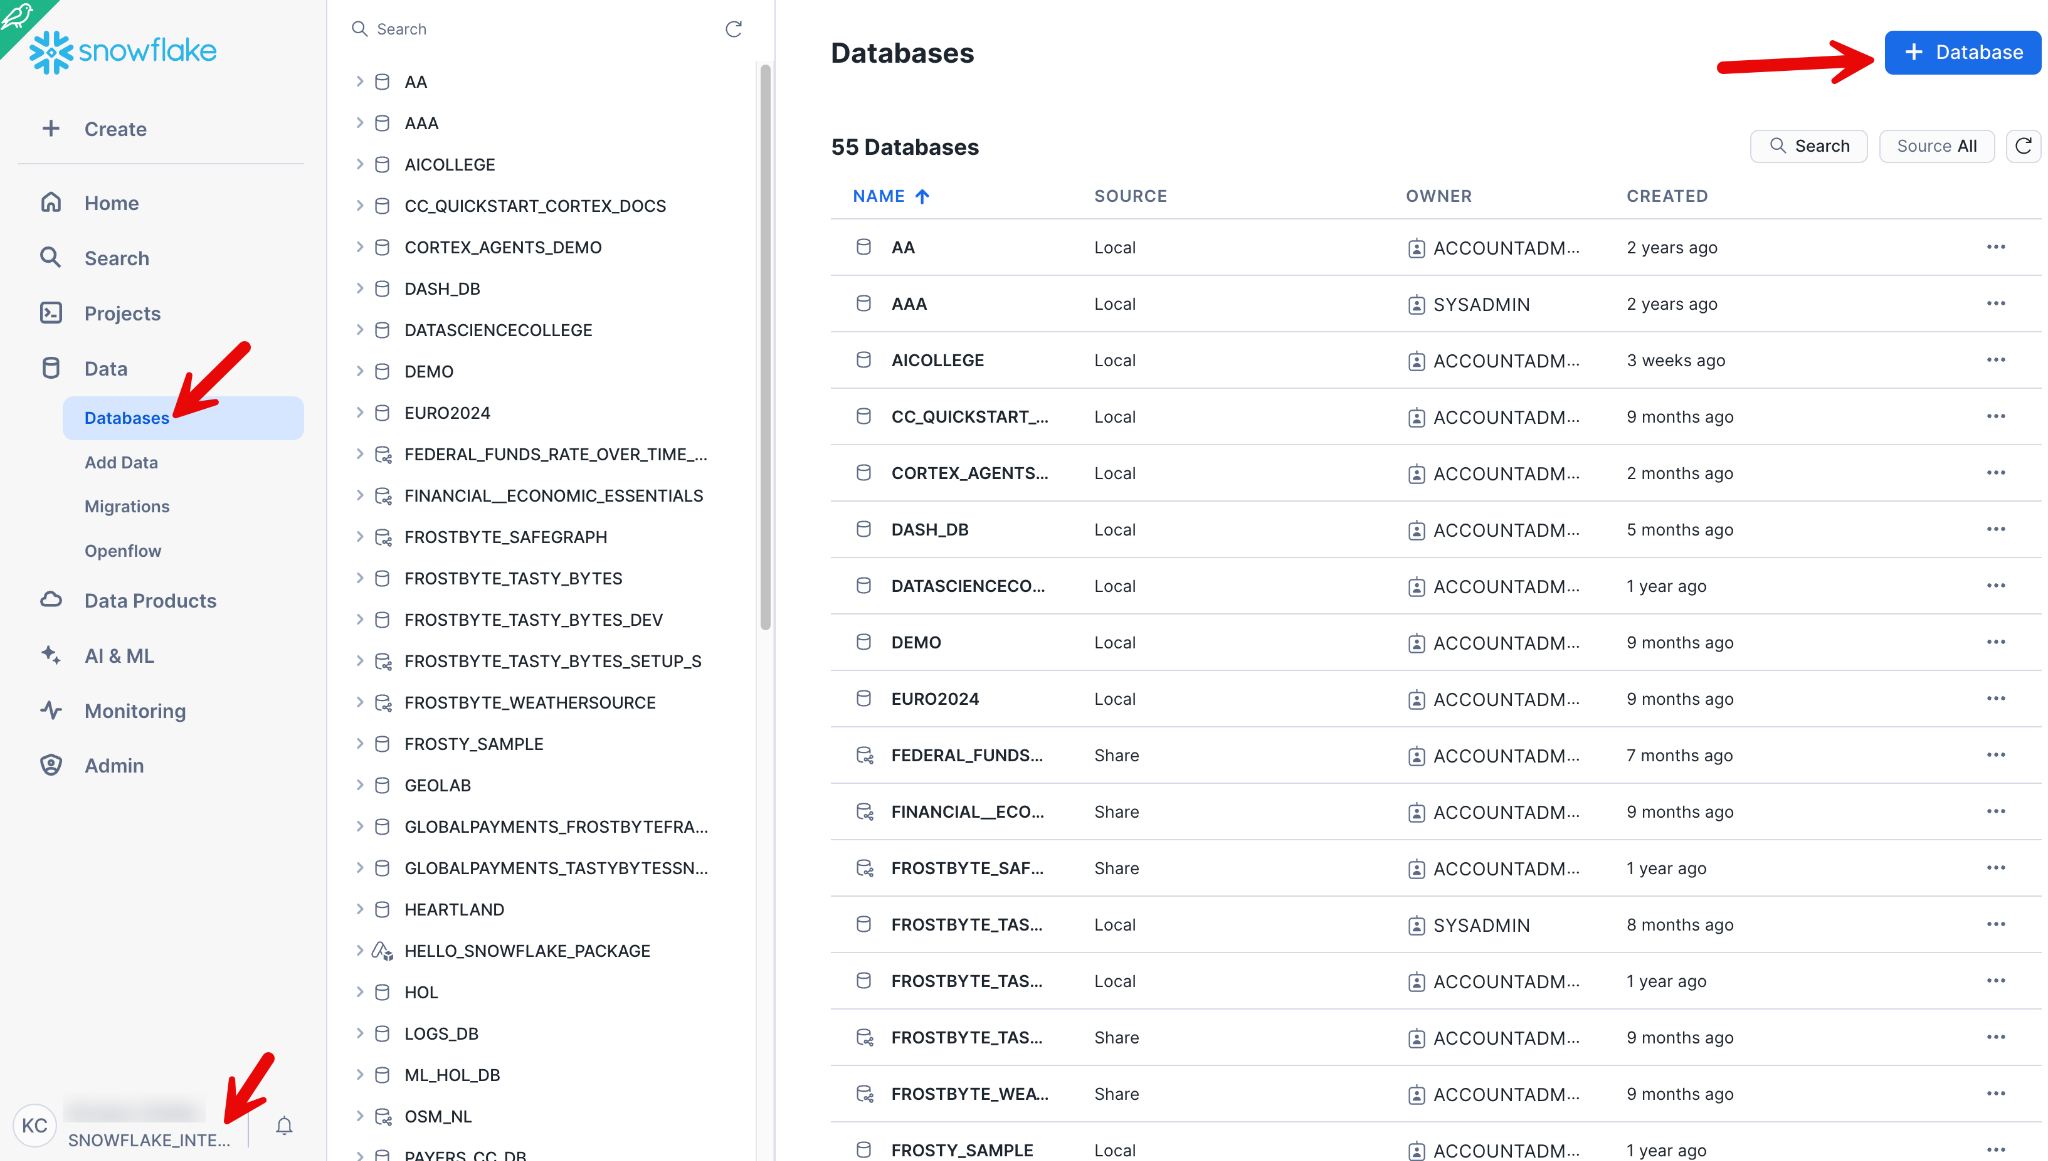 snowflake
Create
Home
Search
Projects
Data
Databases
Add Data
Migrations
Openflow
Data Products
AI & ML
Monitoring
Admin
KC
SNOWFLAKE_INTE...
Search
AA
AAA
AICOLLEGE
CC_QUICKSTART_CORTEX_DOCS
CORTEX_AGENTS_DEMO
DASH_DB
DATASCIENCECOLLEGE
DEMO
EURO2024
FEDERAL_FUNDS_RATE_OVER_TIME_...
FINANCIAL__ECONOMIC_ESSENTIALS
FROSTBYTE_SAFEGRAPH
FROSTBYTE_TASTY_BYTES
FROSTBYTE_TASTY_BYTES_DEV
FROSTBYTE_TASTY_BYTES_SETUP_S
FROSTBYTE_WEATHERSOURCE
FROSTY_SAMPLE
GEOLAB
GLOBALPAYMENTS_FROSTBYTEFRA...
GLOBALPAYMENTS_TASTYBYTESSN...
HEARTLAND
HELLO_SNOWFLAKE_PACKAGE
HOL
LOGS_DB
ML_HOL_DB
OSM_NL
PAYERS_CC_DB
Databases
+ Database
55 Databases
Search
Source All
NAME SOURCE OWNER CREATED
AA Local ACCOUNTADM... 2 years ago
AAA Local SYSADMIN 2 years ago
AICOLLEGE Local ACCOUNTADM... 3 weeks ago
CC_QUICKSTART_... Local ACCOUNTADM... 9 months ago
CORTEX_AGENTS... Local ACCOUNTADM... 2 months ago
DASH_DB Local ACCOUNTADM... 5 months ago
DATASCIENCECO... Local ACCOUNTADM... 1 year ago
DEMO Local ACCOUNTADM... 9 months ago
EURO2024 Local ACCOUNTADM... 9 months ago
FEDERAL_FUNDS... Share ACCOUNTADM... 7 months ago
FINANCIAL__ECO... Share ACCOUNTADM... 9 months ago
FROSTBYTE_SAF... Share ACCOUNTADM... 1 year ago
FROSTBYTE_TAS... Local SYSADMIN 8 months ago
FROSTBYTE_TAS... Local ACCOUNTADM... 1 year ago
FROSTBYTE_TAS... Share ACCOUNTADM... 9 months ago
FROSTBYTE_WEA... Share ACCOUNTADM... 9 months ago
FROSTY_SAMPLE Local ACCOUNTADM... 1 year ago